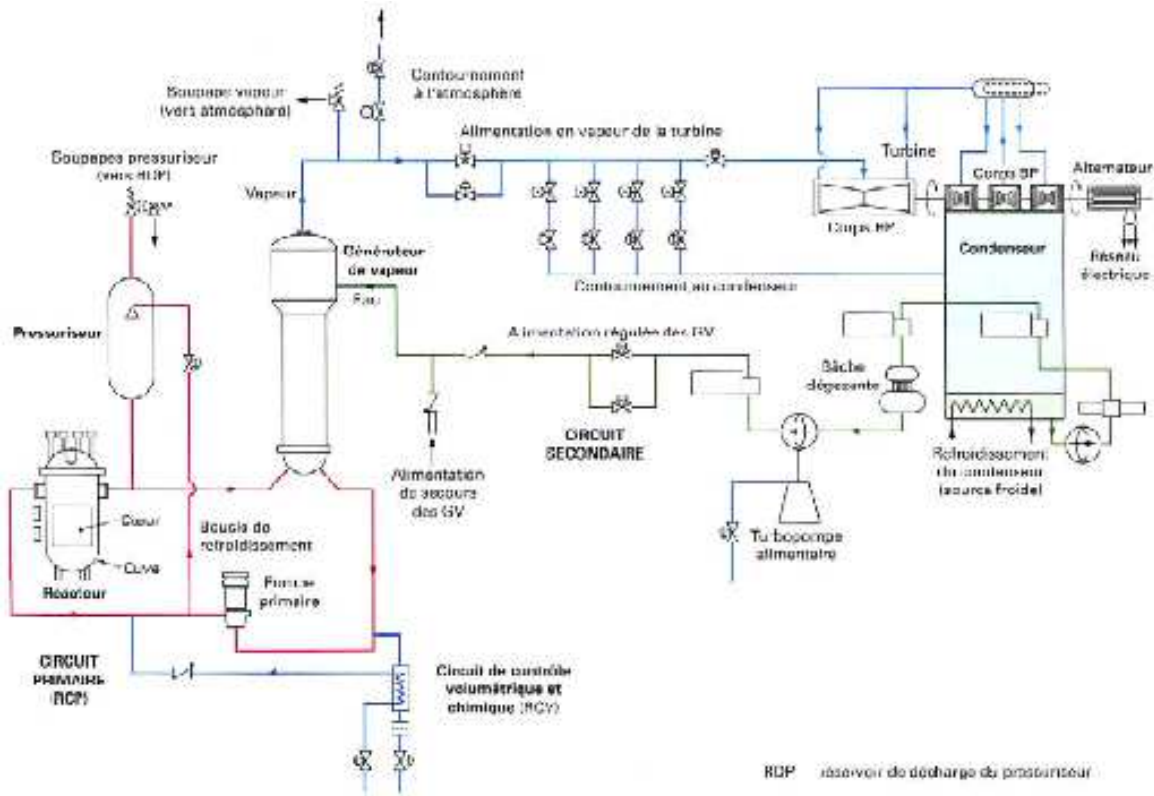 Contournement
à l'atmosphère
Soupape vapeur
(vers atmosphère)
Alimentation en vapeur de la turbine
Soupapes pressuriseur
(vers RDP)
Vapeur
Turbine
Corps BP
Alternateur
Corps HP
Réseau
électrique
Condenseur
Générateur
de vapeur
Eau
Contournement au condenseur
Pressuriseur
Alimentation régulée des GV
Bâche
dégazante
CIRCUIT
SECONDAIRE
Refroidissement
du condenseur
(source froide)
Alimentation
de secours
des GV
Turbopompe
alimentaire
Cœur
Cuve
Réacteur
Boucle de
refroidissement
Pompe
primaire
CIRCUIT
PRIMAIRE
(RCP)
Circuit de contrôle
volumétrique et
chimique (RCV)
RDP réservoir de décharge du pressuriseur